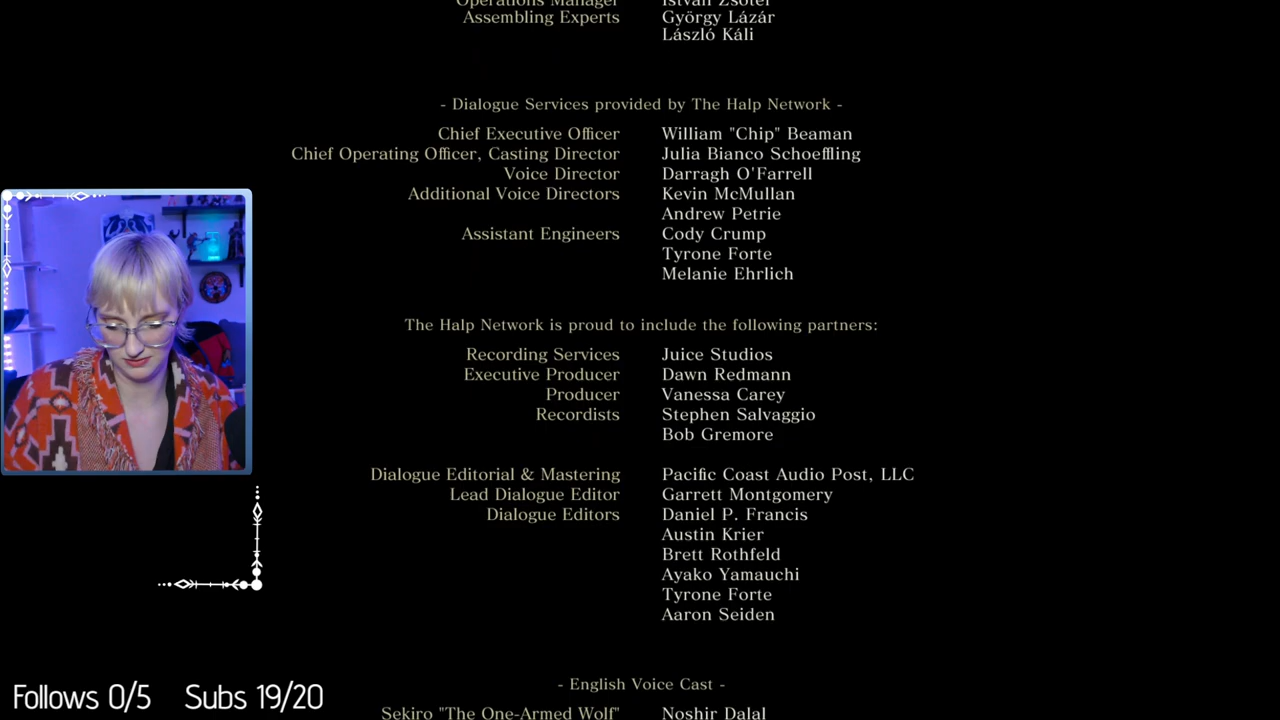 Operations Manager István Zsótér
Assembling Experts György Lázár
László Káli
- Dialogue Services provided by The Halp Network -
Chief Executive Officer William "Chip" Beaman
Chief Operating Officer, Casting Director Julia Bianco Schoeffling
Voice Director Darragh O'Farrell
Additional Voice Directors Kevin McMullan
Andrew Petrie
Assistant Engineers Cody Crump
Tyrone Forte
Melanie Ehrlich
The Halp Network is proud to include the following partners:
Recording Services Juice Studios
Executive Producer Dawn Redmann
Producer Vanessa Carey
Recordists Stephen Salvaggio
Bob Gremore
Dialogue Editorial & Mastering Pacific Coast Audio Post, LLC
Lead Dialogue Editor Garrett Montgomery
Dialogue Editors Daniel P. Francis
Austin Krier
Brett Rothfeld
Ayako Yamauchi
Tyrone Forte
Aaron Seiden
- English Voice Cast -
Sekiro "The One-Armed Wolf" Noshir Dalal
Follows 0/5 Subs 19/20